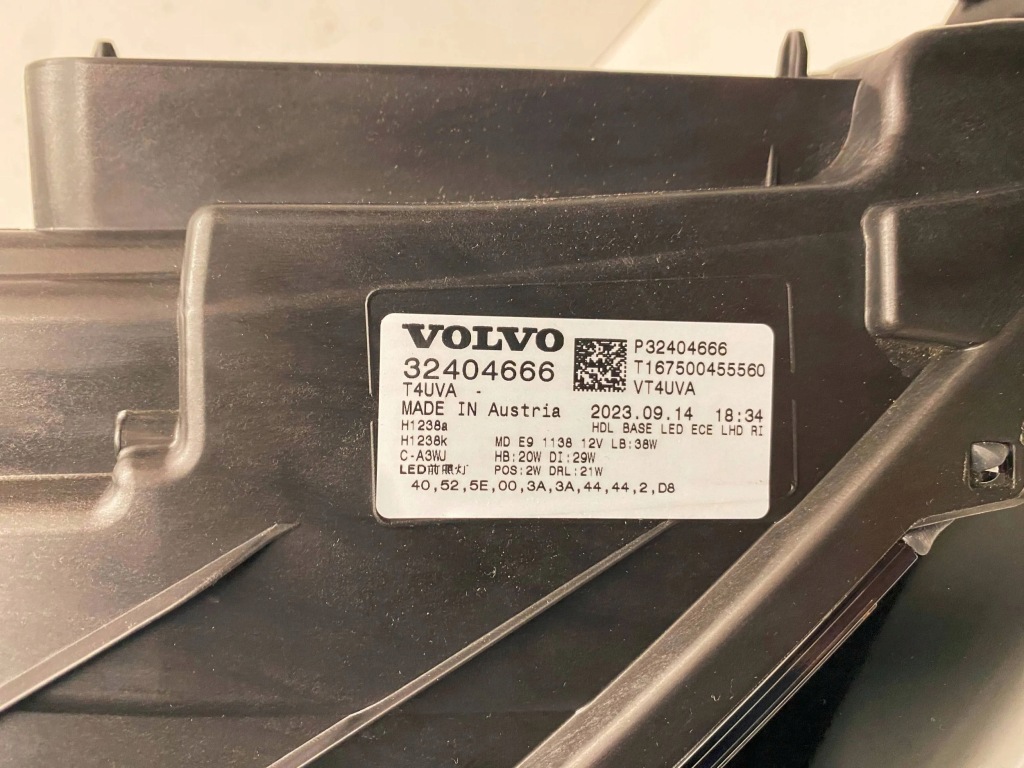 VOLVO
32404666
T4UVA -
P32404666
T167500455560
VT4UVA
MADE IN Austria 2023.09.14 18:34
H1238a HDL BASE LED ECE LHD RI
H1238k MD E9 1138 12V LB:38W
C-A3WJ HB:20W DI:29W
LED前照灯 POS:2W DRL:21W
40,52,5E,00,3A,3A,44,44,2,D8